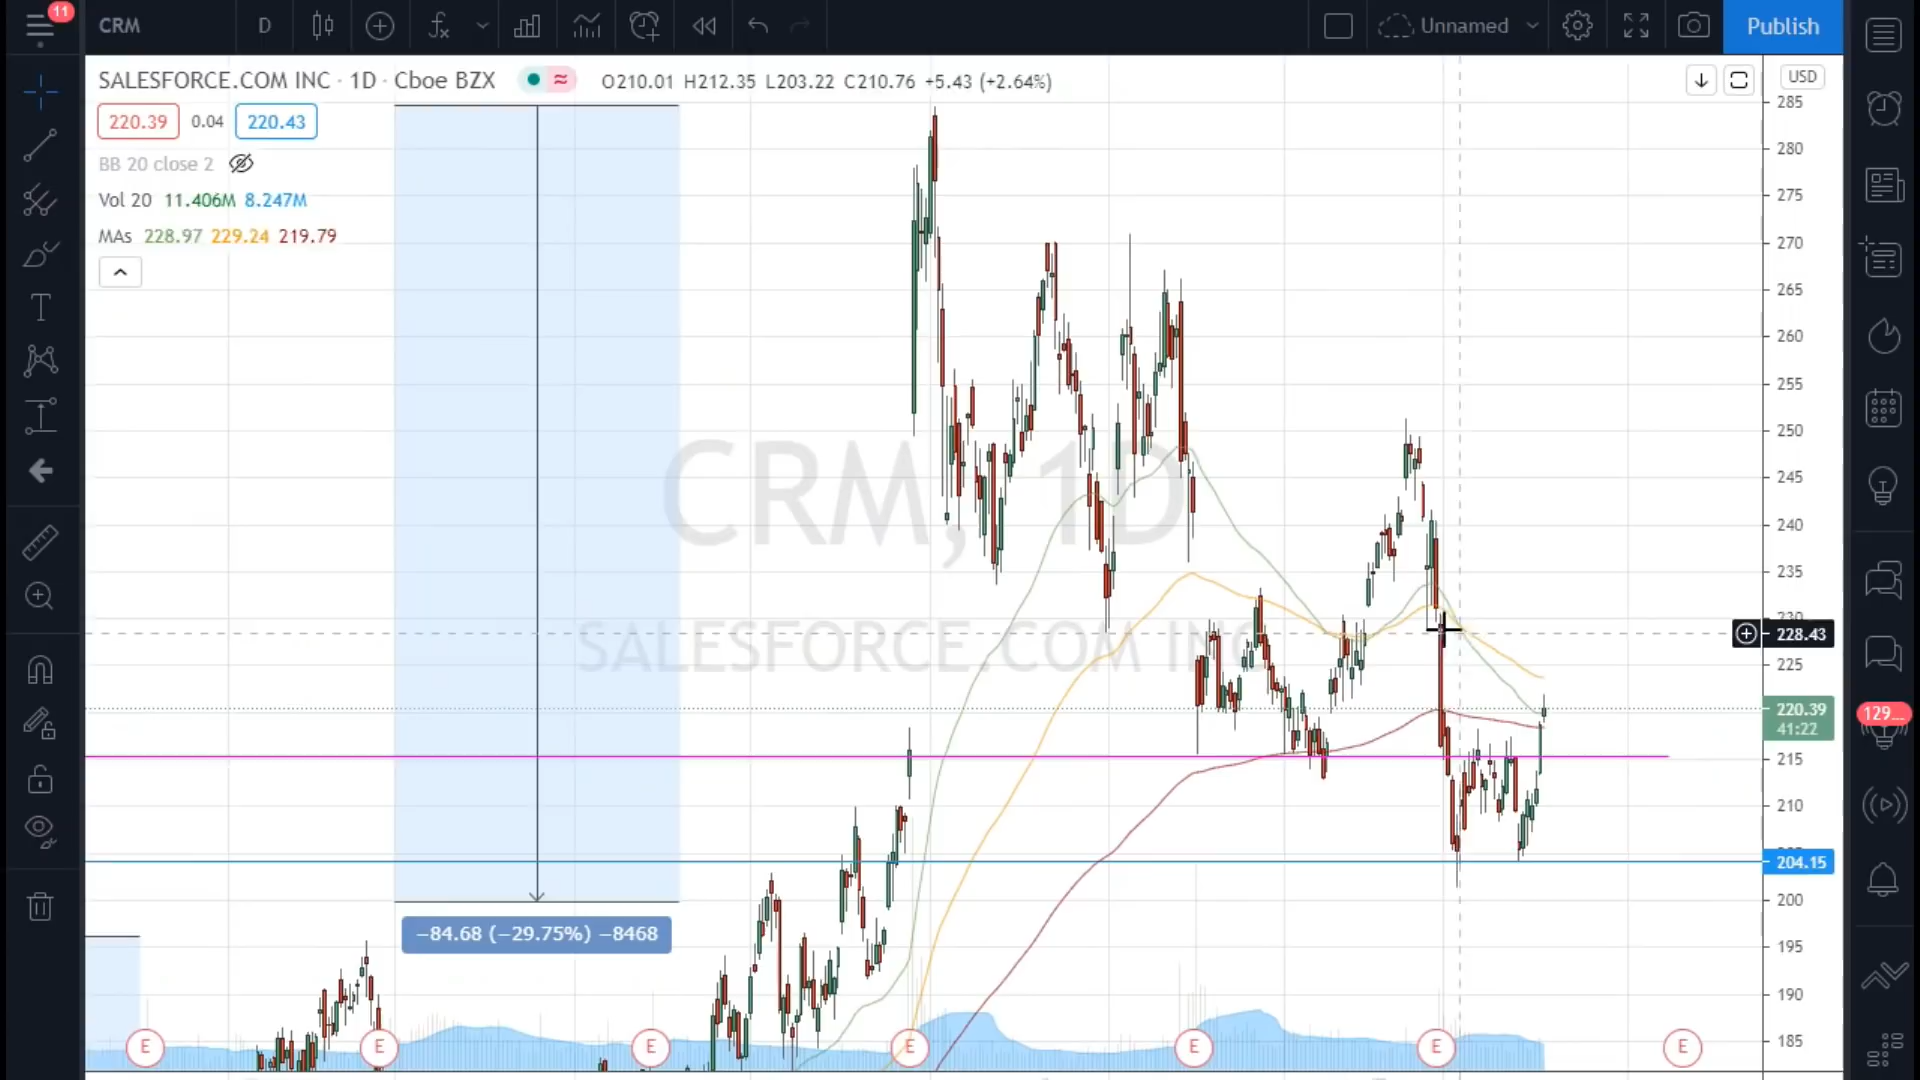 11
CRM
D
Unnamed
Publish
SALESFORCE.COM INC · 1D · Cboe BZX O210.01 H212.35 L203.22 C210.76 +5.43 (+2.64%)
USD
220.39 0.04 220.43
BB 20 close 2
Vol 20 11.406M 8.247M
MAs 228.97 229.24 219.79
CRM, 1D
SALESFORCE.COM INC
285
280
275
270
265
260
255
250
245
240
235
230
228.43
225
220.39
41:22
215
210
204.15
200
195
190
185
−84.68 (−29.75%) −8468
E E E E E E E
129...